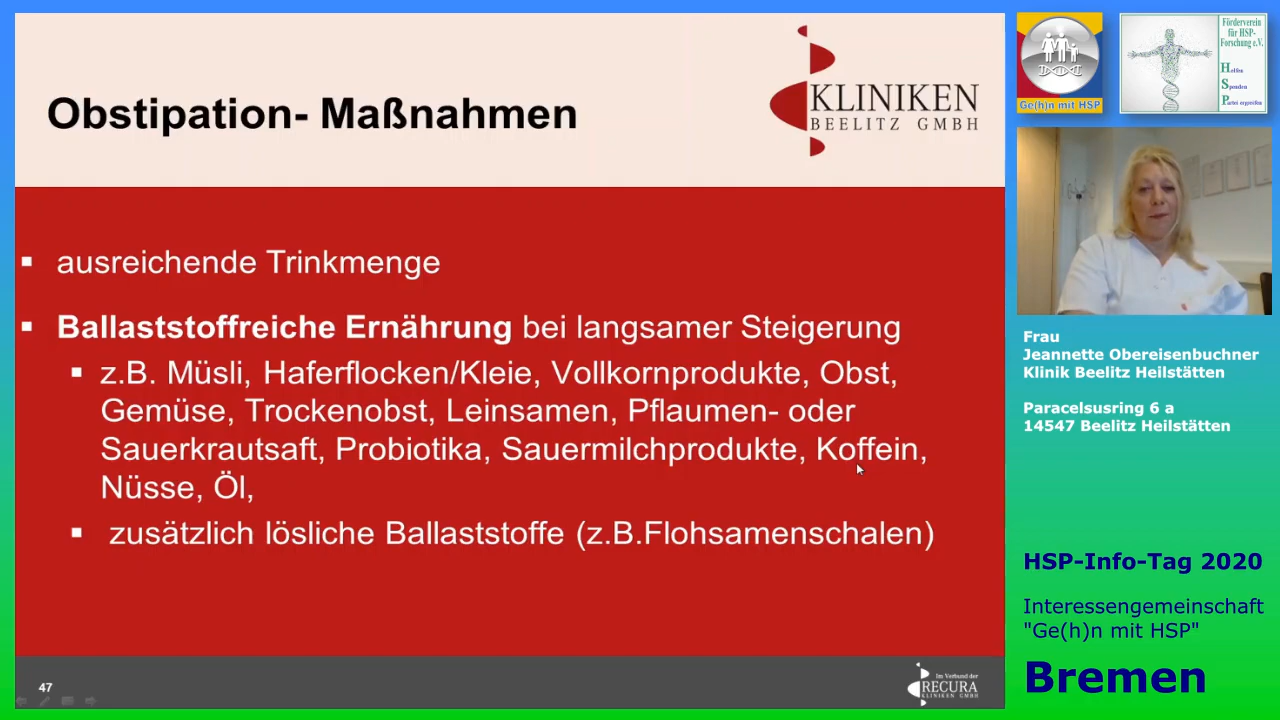 Obstipation- Maßnahmen
KLINIKEN
BEELITZ GMBH
▪ ausreichende Trinkmenge
▪ Ballaststoffreiche Ernährung bei langsamer Steigerung
▪ z.B. Müsli, Haferflocken/Kleie, Vollkornprodukte, Obst,
Gemüse, Trockenobst, Leinsamen, Pflaumen- oder
Sauerkrautsaft, Probiotika, Sauermilchprodukte, Koffein,
Nüsse, Öl,
▪ zusätzlich lösliche Ballaststoffe (z.B.Flohsamenschalen)
47
Im Verbund der
RECURA
KLINIKEN GMBH
Ge(h)n mit HSP
Förderverein
für HSP-
Forschung e.V.
Helfen
Spenden
Partei ergreifen
Frau
Jeannette Obereisenbuchner
Klinik Beelitz Heilstätten
Paracelsusring 6 a
14547 Beelitz Heilstätten
HSP-Info-Tag 2020
Interessengemeinschaft
"Ge(h)n mit HSP"
Bremen